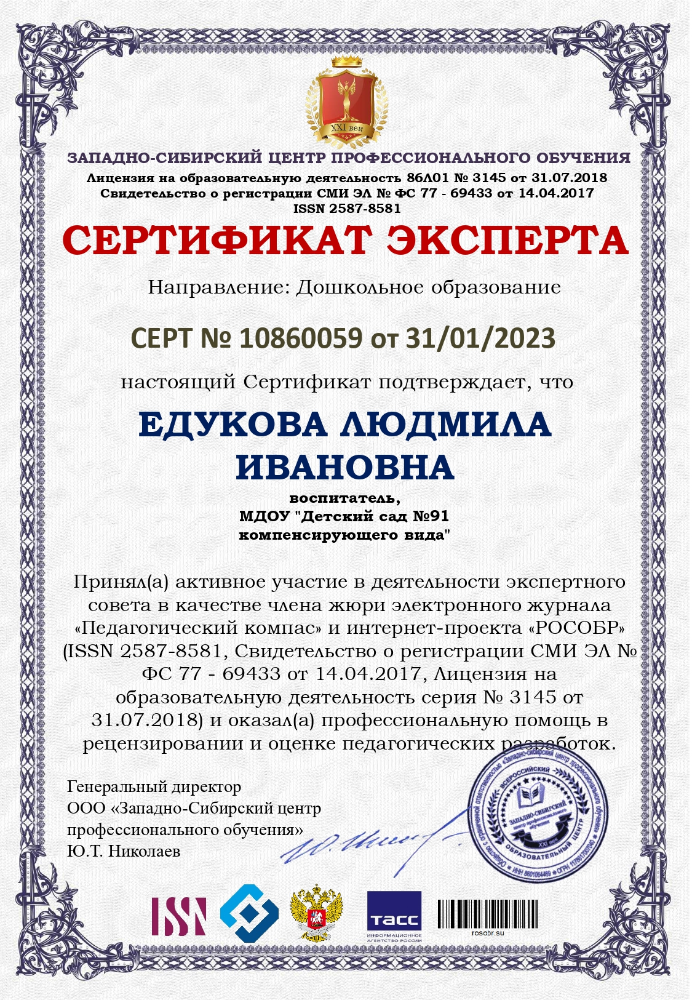 XXI век
ЗАПАДНО-СИБИРСКИЙ ЦЕНТР ПРОФЕССИОНАЛЬНОГО ОБУЧЕНИЯ
Лицензия на образовательную деятельность 86Л01 № 3145 от 31.07.2018
Свидетельство о регистрации СМИ ЭЛ № ФС 77 - 69433 от 14.04.2017
ISSN 2587-8581
СЕРТИФИКАТ ЭКСПЕРТА
Направление: Дошкольное образование
СЕРТ № 10860059 от 31/01/2023
настоящий Сертификат подтверждает, что
ЕДУКОВА ЛЮДМИЛА
ИВАНОВНА
воспитатель,
МДОУ "Детский сад №91
компенсирующего вида"
Принял(а) активное участие в деятельности экспертного
совета в качестве члена жюри электронного журнала
«Педагогический компас» и интернет-проекта «РОСОБР»
(ISSN 2587-8581, Свидетельство о регистрации СМИ ЭЛ №
ФС 77 - 69433 от 14.04.2017, Лицензия на
образовательную деятельность серия № 3145 от
31.07.2018) и оказал(а) профессиональную помощь в
рецензировании и оценке педагогических разработок.
Генеральный директор
ООО «Западно-Сибирский центр
профессионального обучения»
Ю.Т. Николаев
Общество с ограниченной ответственностью «Западно-сибирский центр профессионального обучения»
ИНН 8601064469 ОГРН 1178617007040
ВСЕРОССИЙСКИЙ
ОБРАЗОВАТЕЛЬНЫЙ ЦЕНТР
ЗАПАДНО-СИБИРСКИЙ
центр профессионального
обучения
XXI век
ISSN
ТАСС
ИНФОРМАЦИОННОЕ
АГЕНТСТВО РОССИИ
rosobr.su